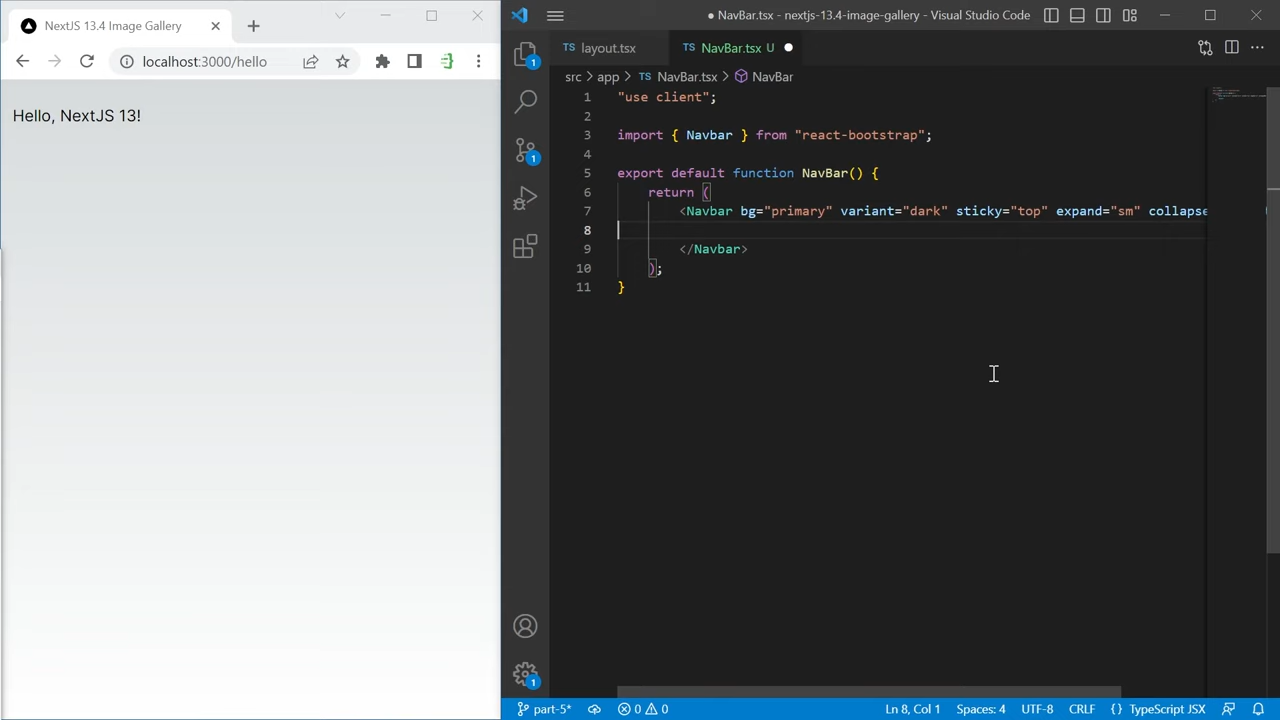 NextJS 13.4 Image Gallery
localhost:3000/hello
Hello, NextJS 13!
NavBar.tsx - nextjs-13.4-image-gallery - Visual Studio Code
TS layout.tsx
TS NavBar.tsx U
src > app > TS NavBar.tsx > NavBar
1 "use client";
2
3 import { Navbar } from "react-bootstrap";
4
5 export default function NavBar() {
6 return (
7 <Navbar bg="primary" variant="dark" sticky="top" expand="sm" collapse
8
9 </Navbar>
10 );
11 }
1
1
1
part-5*
0 0
Ln 8, Col 1
Spaces: 4
UTF-8
CRLF
{} TypeScript JSX